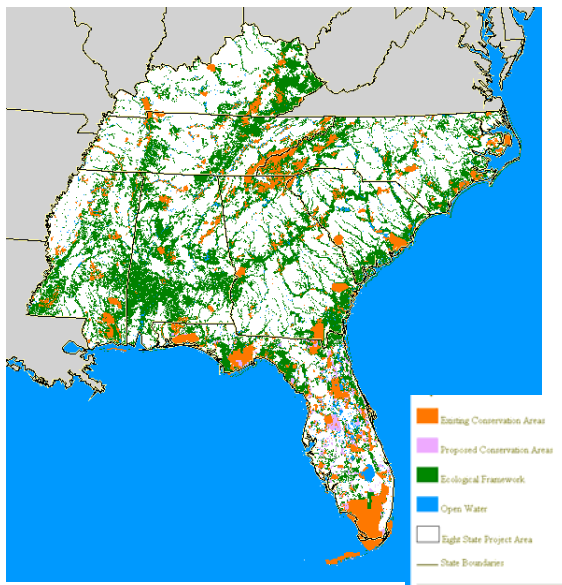 Existing Conservation Areas
Proposed Conservation Areas
Ecological Framework
Open Water
Eight State Project Area
State Boundaries